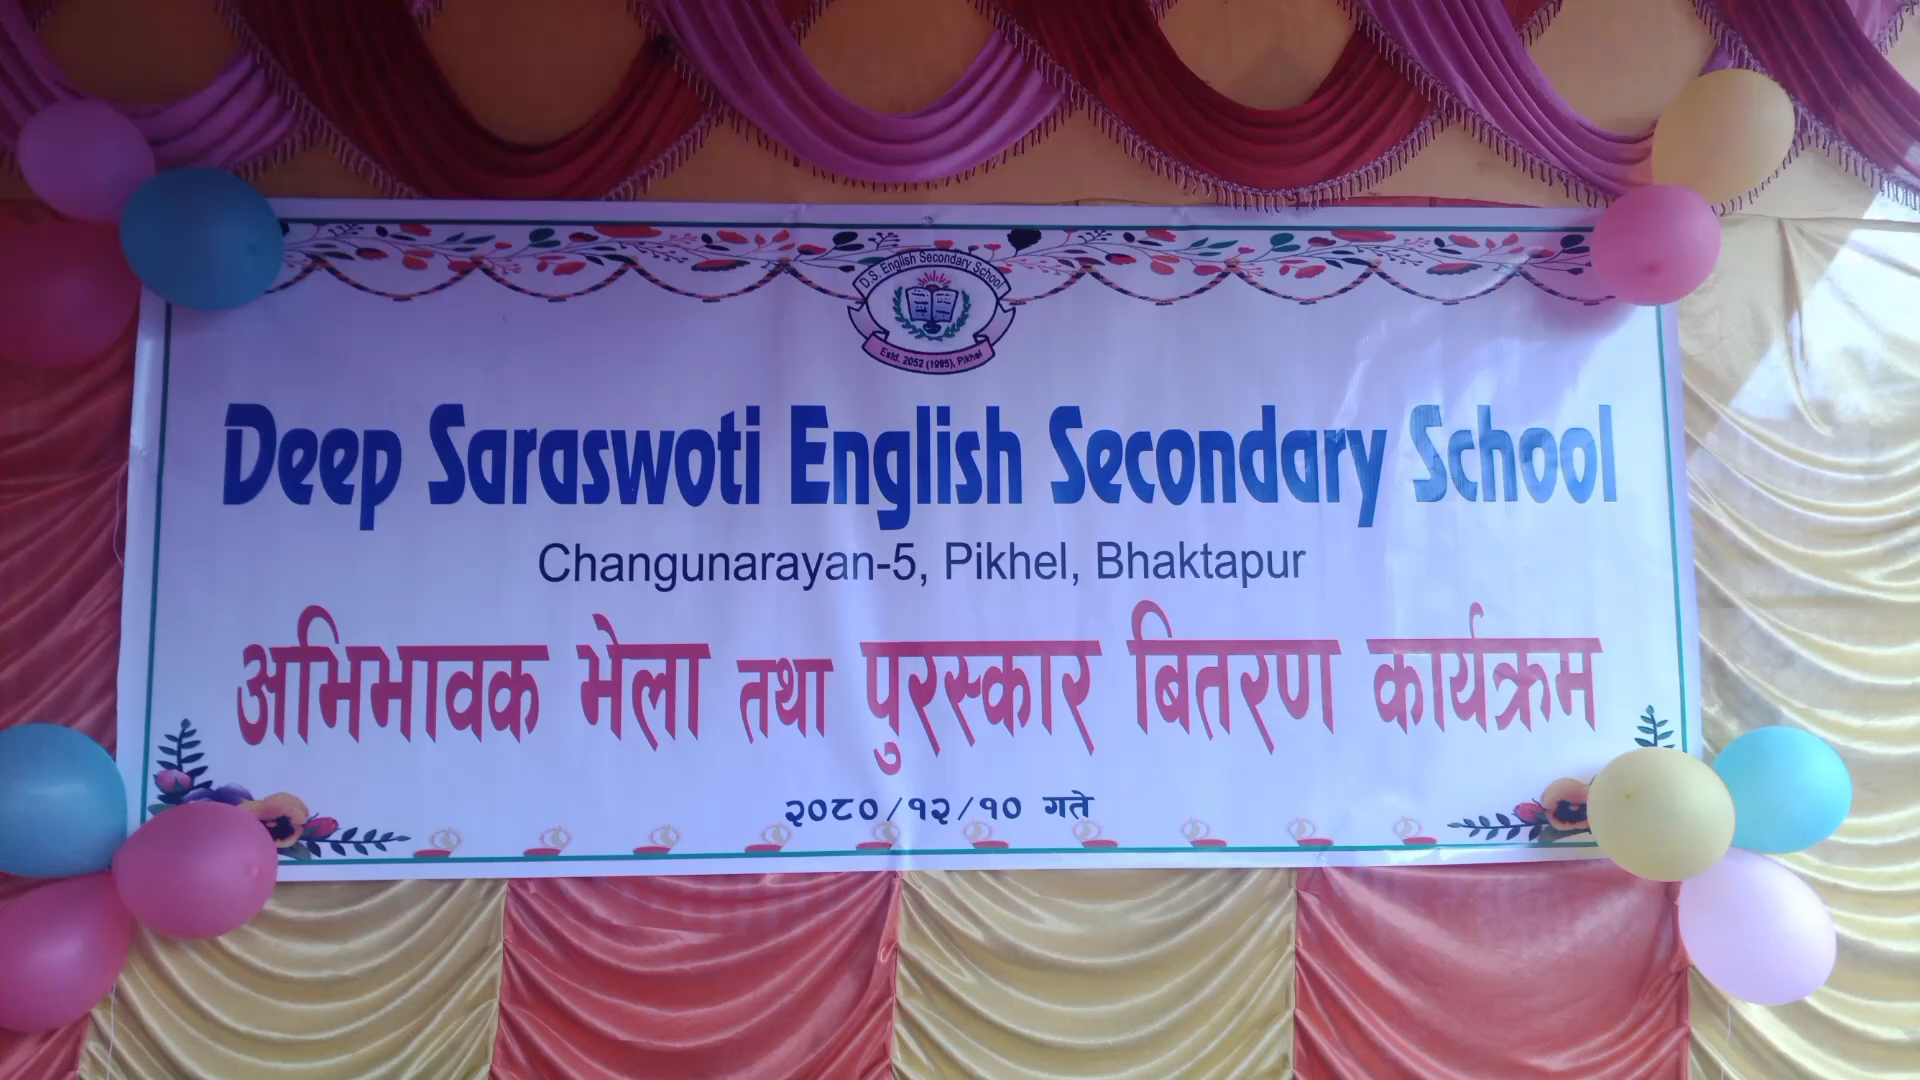 D.S. English Secondary School
Estd. 2052 (1995), Pikhel
Deep Saraswoti English Secondary School
Changunarayan-5, Pikhel, Bhaktapur
अभिभावक भेला तथा पुरस्कार बितरण कार्यक्रम
२०८०/१२/१० गते